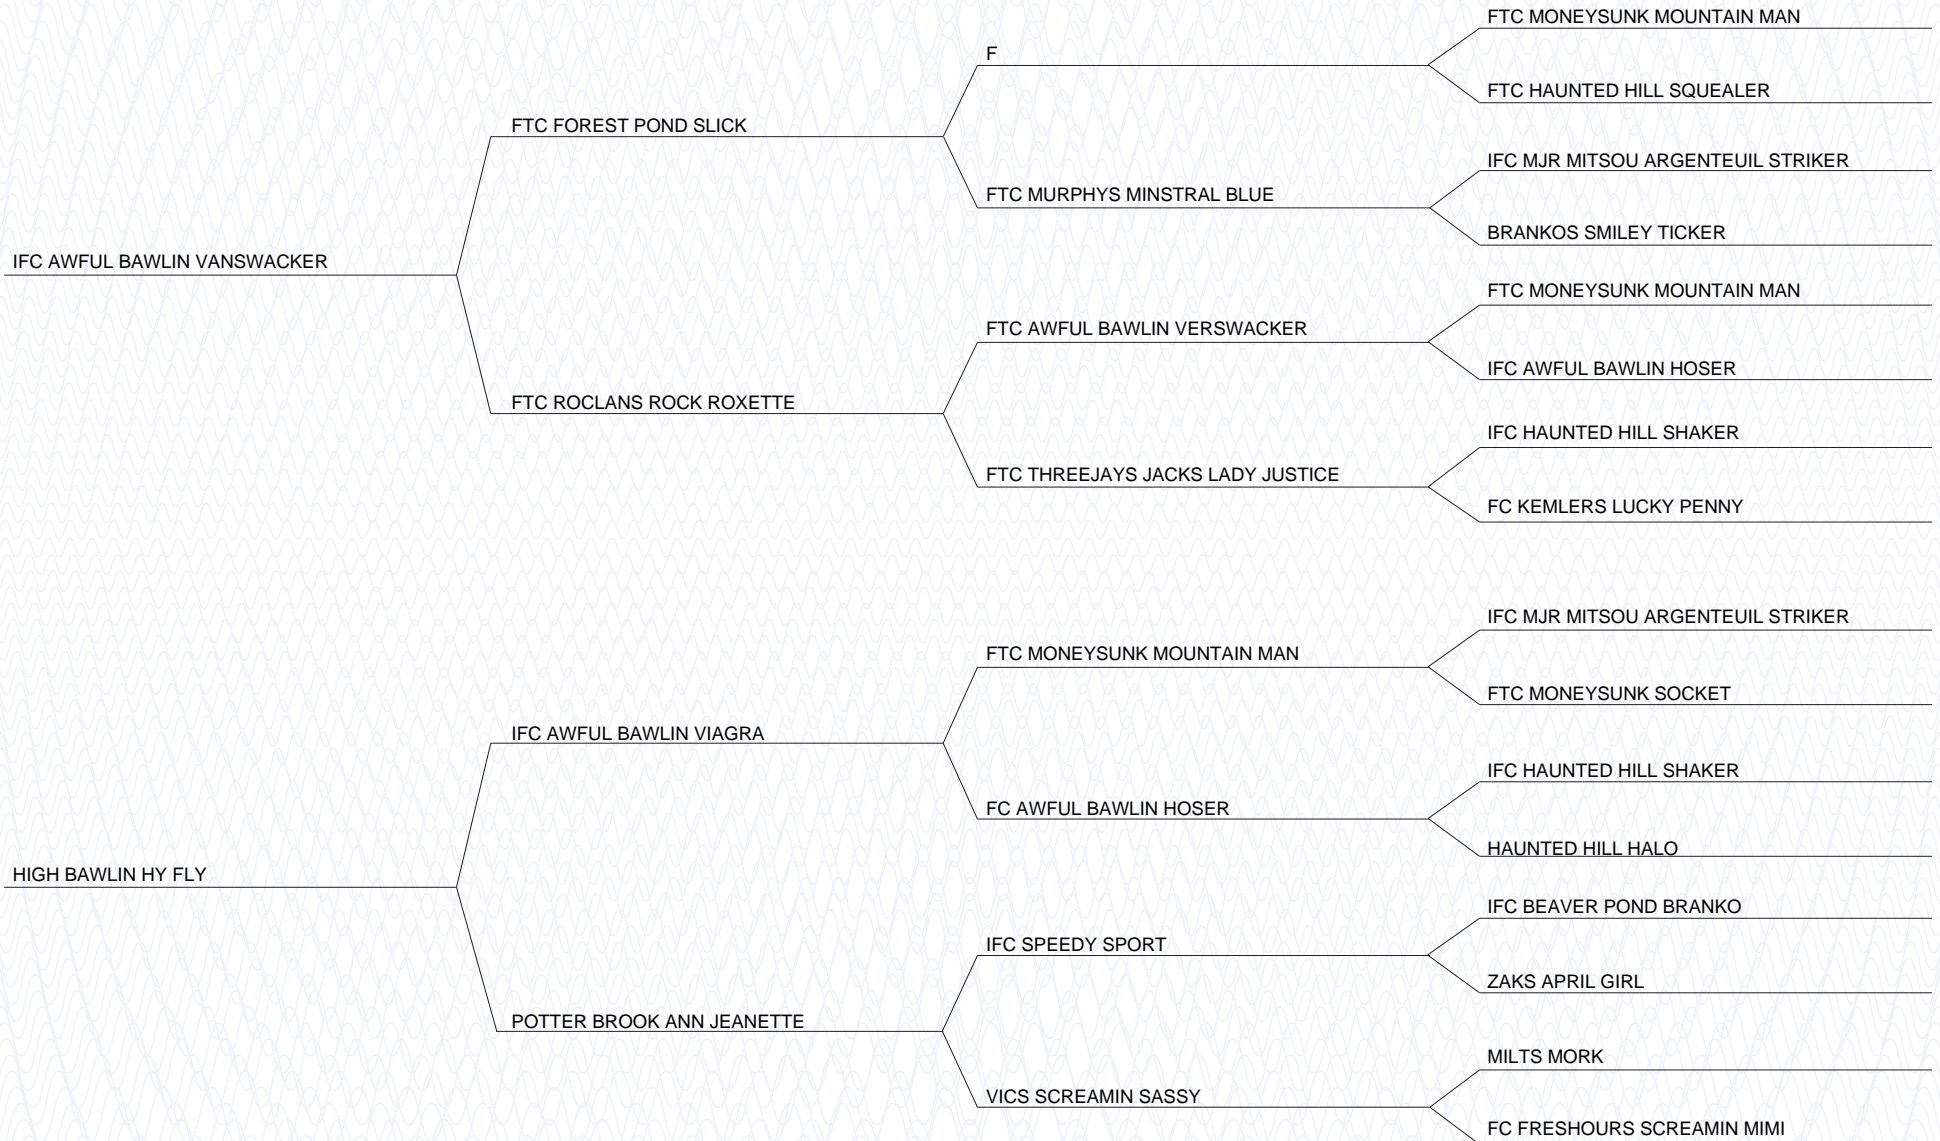 FTC MONEYSUNK MOUNTAIN MAN
F
FTC HAUNTED HILL SQUEALER
FTC FOREST POND SLICK
IFC MJR MITSOU ARGENTEUIL STRIKER
FTC MURPHYS MINSTRAL BLUE
BRANKOS SMILEY TICKER
IFC AWFUL BAWLIN VANSWACKER
FTC MONEYSUNK MOUNTAIN MAN
FTC AWFUL BAWLIN VERSWACKER
IFC AWFUL BAWLIN HOSER
FTC ROCLANS ROCK ROXETTE
IFC HAUNTED HILL SHAKER
FTC THREEJAYS JACKS LADY JUSTICE
FC KEMLERS LUCKY PENNY
IFC MJR MITSOU ARGENTEUIL STRIKER
FTC MONEYSUNK MOUNTAIN MAN
FTC MONEYSUNK SOCKET
IFC AWFUL BAWLIN VIAGRA
IFC HAUNTED HILL SHAKER
FC AWFUL BAWLIN HOSER
HAUNTED HILL HALO
HIGH BAWLIN HY FLY
IFC BEAVER POND BRANKO
IFC SPEEDY SPORT
ZAKS APRIL GIRL
POTTER BROOK ANN JEANETTE
MILTS MORK
VICS SCREAMIN SASSY
FC FRESHOURS SCREAMIN MIMI